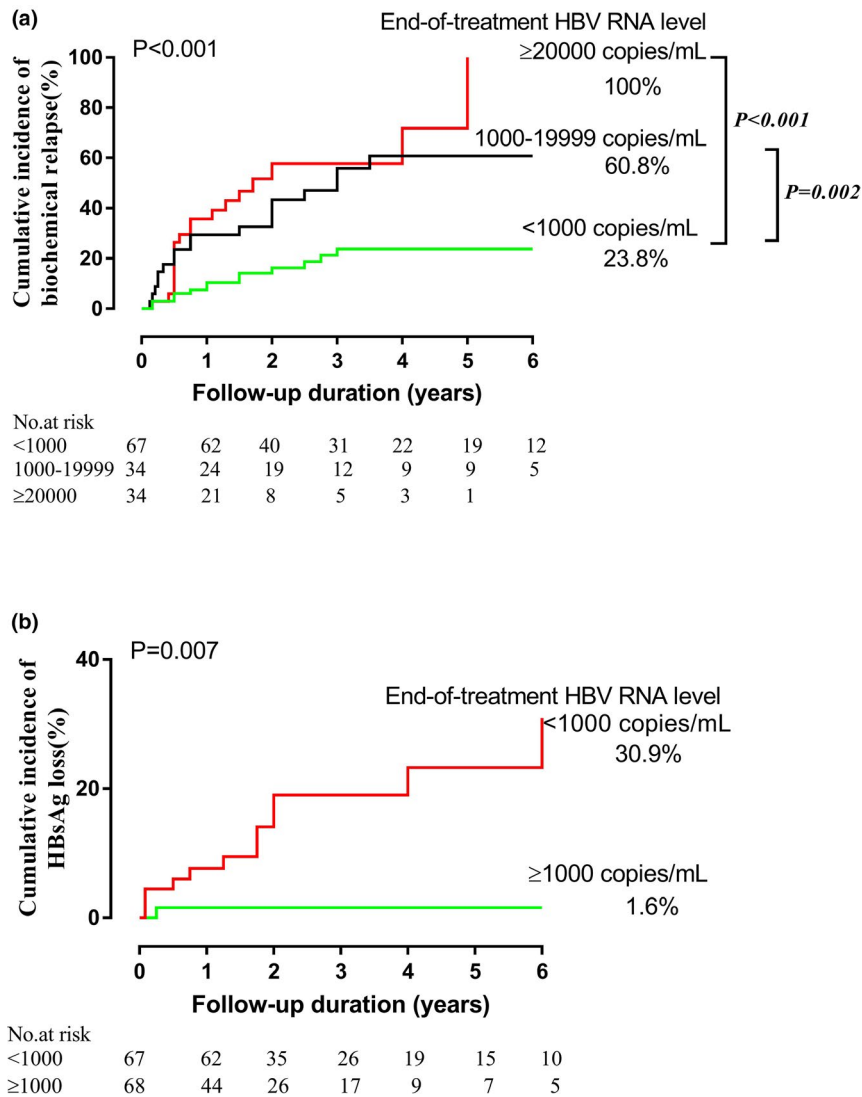 (a)
P<0.001
End-of-treatment HBV RNA level
≥20000 copies/mL
100%
1000-19999 copies/mL
60.8%
<1000 copies/mL
23.8%
P<0.001
P=0.002
Cumulative incidence of
biochemical relapse(%)
100
80
60
40
20
0
0 1 2 3 4 5 6
Follow-up duration (years)
No.at risk
<1000 67 62 40 31 22 19 12
1000-19999 34 24 19 12 9 9 5
≥20000 34 21 8 5 3 1
(b)
P=0.007
End-of-treatment HBV RNA level
<1000 copies/mL
30.9%
≥1000 copies/mL
1.6%
Cumulative incidence of
HBsAg loss(%)
40
20
0
0 1 2 3 4 5 6
Follow-up duration (years)
No.at risk
<1000 67 62 35 26 19 15 10
≥1000 68 44 26 17 9 7 5